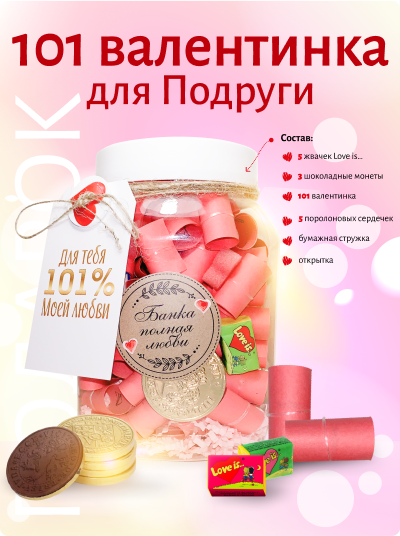 101 валентинка
для Подруги
Состав:
5 жвачек Love is...
3 шоколадные монеты
101 валентинка
5 поролоновых сердечек
бумажная стружка
открытка
Для тебя
101%
Моей любви
Банка
полная
любви
Love is...
Love is...